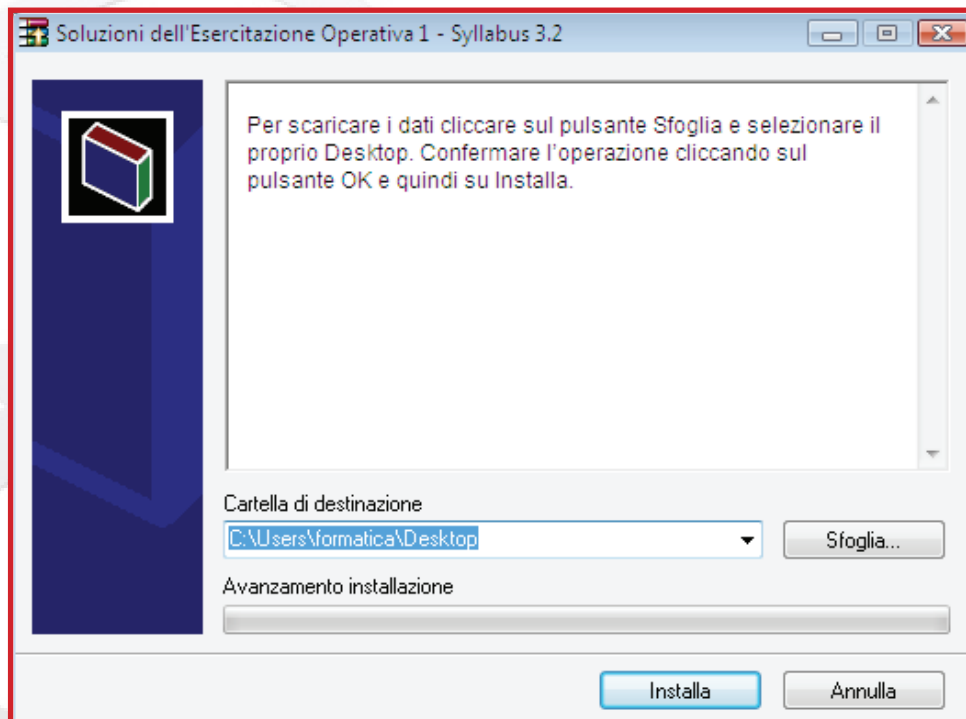 Soluzioni dell'Esercitazione Operativa 1 - Syllabus 3.2
Per scaricare i dati cliccare sul pulsante Sfoglia e selezionare il
proprio Desktop. Confermare l'operazione cliccando sul
pulsante OK e quindi su Installa.
Cartella di destinazione
C:\Users\formatica\Desktop
Sfoglia...
Avanzamento installazione
Installa
Annulla